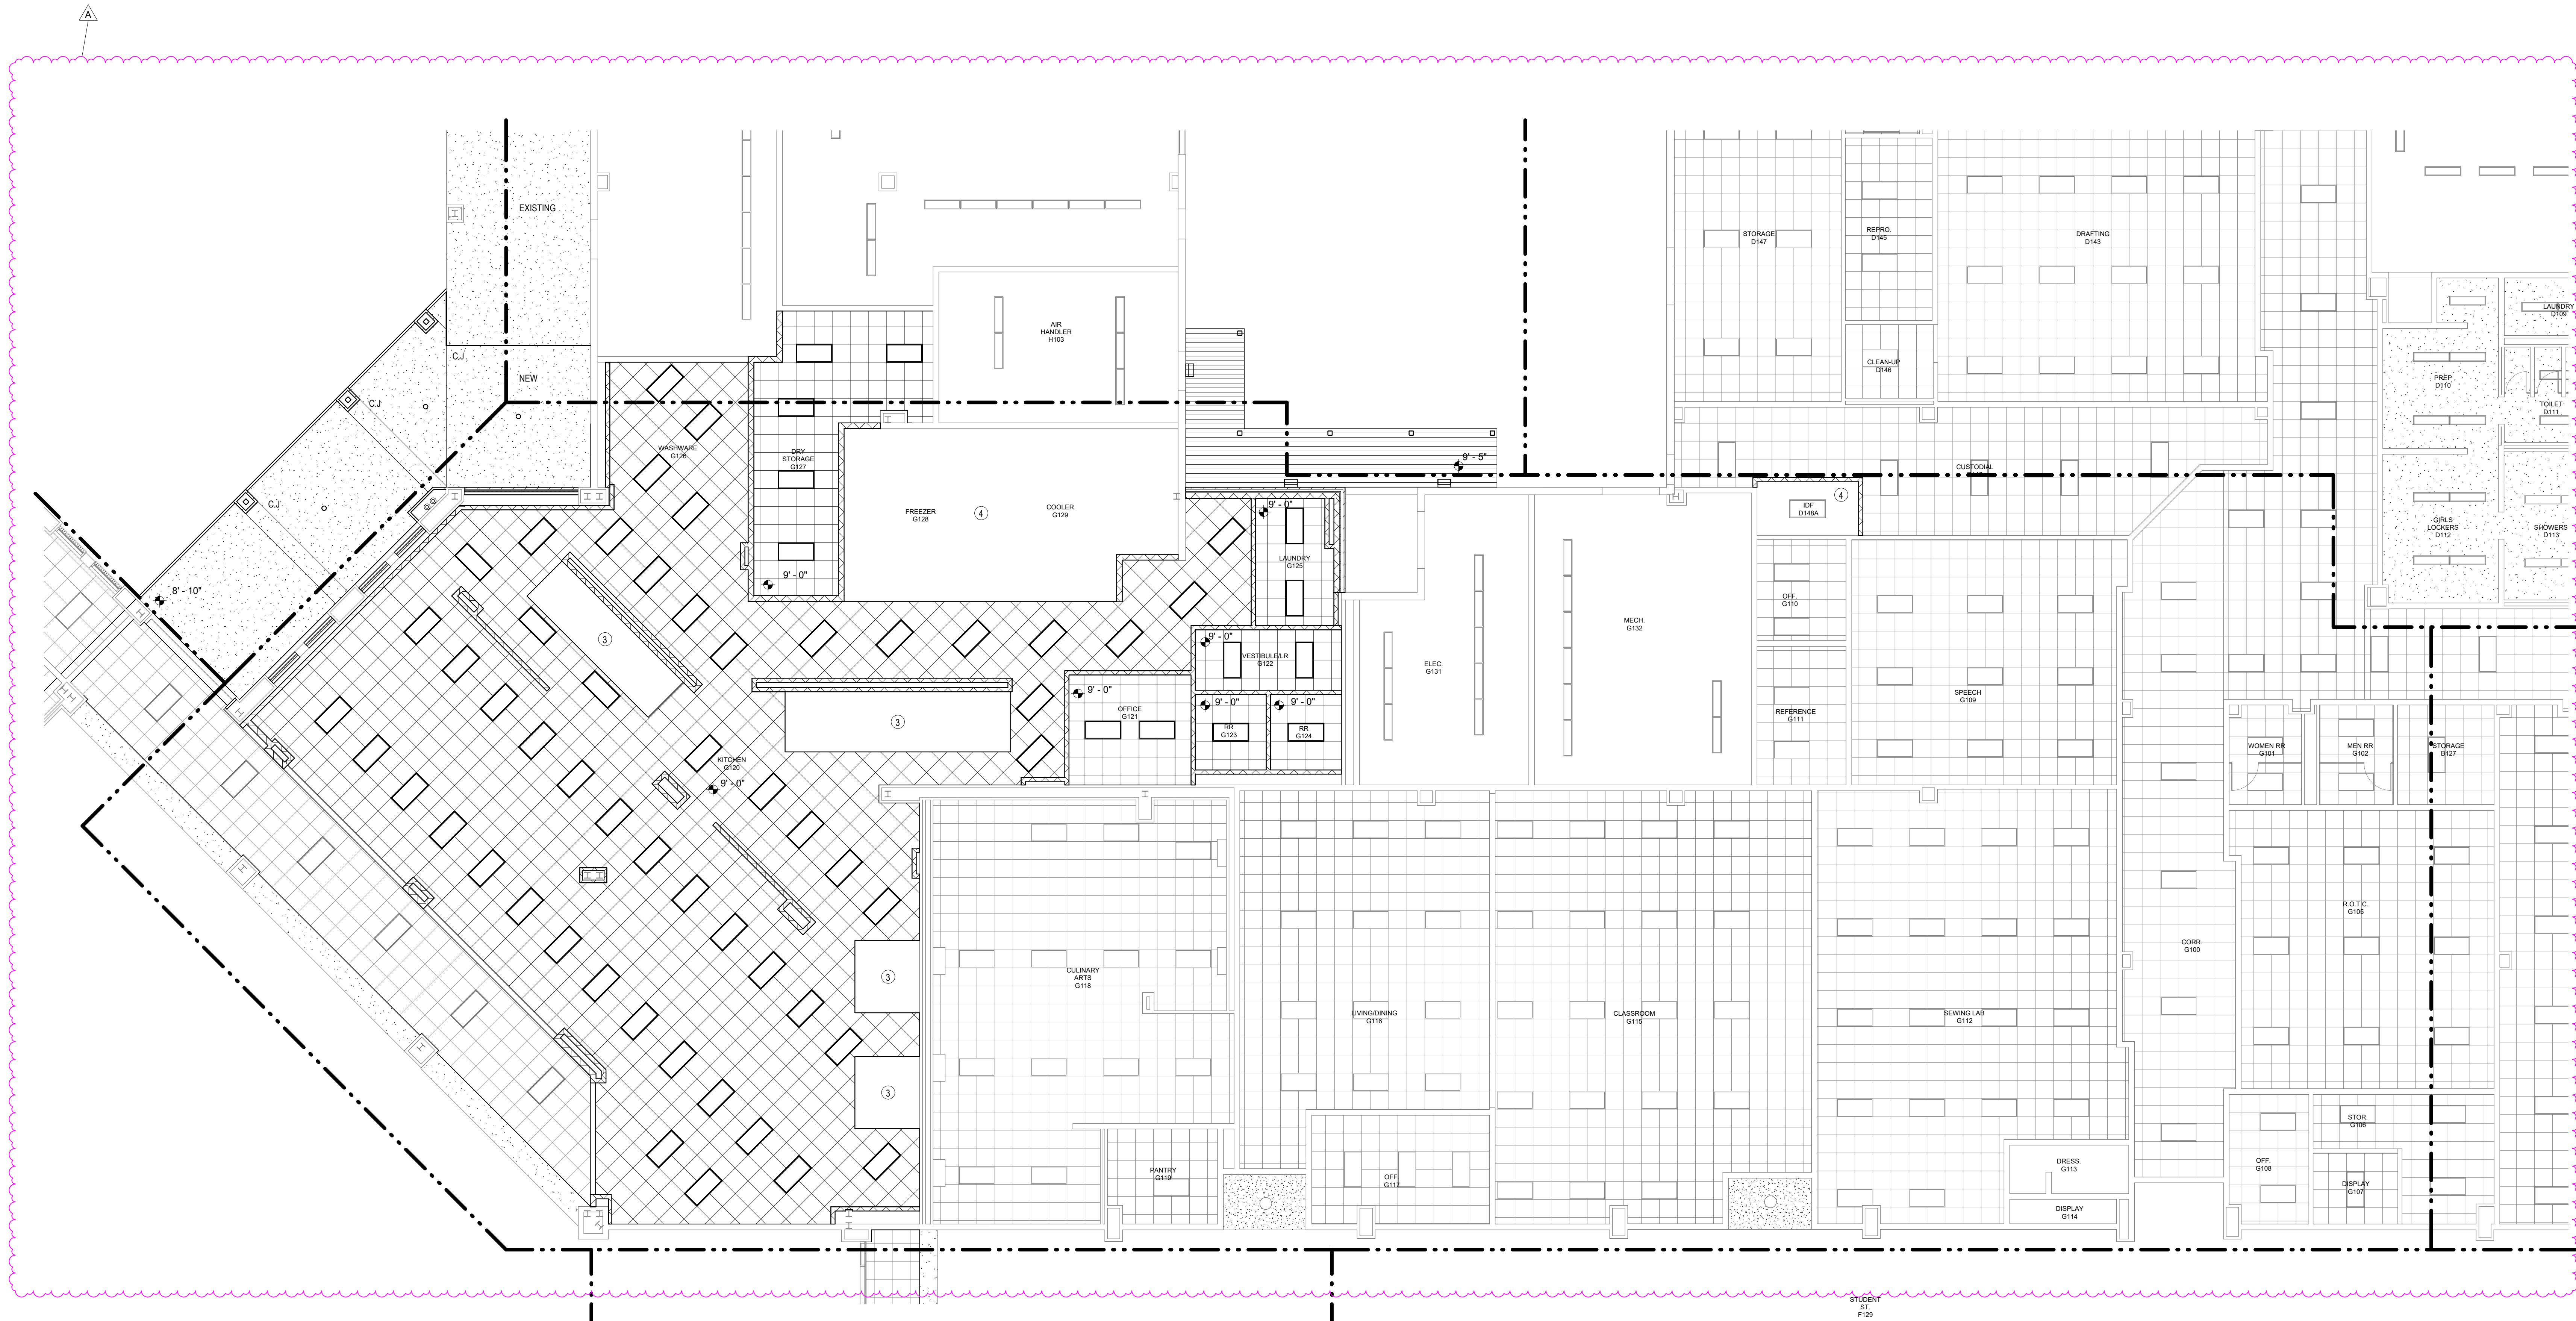 A
EXISTING
C.J
NEW
C.J
C.J
8' - 10"
AIR
HANDLER
H103
STORAGE
D147
REPRO.
D145
DRAFTING
D143
CLEAN-UP
D146
LAUNDRY
D109
PREP
D110
TOILET
D111
GIRLS
LOCKERS
D112
SHOWERS
D113
WASHWARE
G126
DRY
STORAGE
G127
9' - 0"
FREEZER
G128
4
COOLER
G129
9' - 5"
9' - 0"
LAUNDRY
G125
CUSTODIAL
IDF
D148A
4
3
9' - 0"
VESTIBULE/LR
G122
MECH.
G132
ELEC.
G131
OFF.
G110
SPEECH
G109
REFERENCE
G111
3
9' - 0"
OFFICE
G121
9' - 0"
RR
G123
9' - 0"
RR
G124
WOMEN RR
G101
MEN RR
G102
STORAGE
B127
KITCHEN
G120
9' - 0"
3
3
CULINARY
ARTS
G118
LIVING/DINING
G116
CLASSROOM
G115
SEWING LAB
G112
CORR.
G100
R.O.T.C.
G105
PANTRY
G119
OFF.
G117
DRESS.
G113
DISPLAY
G114
OFF.
G108
STOR.
G106
DISPLAY
G107
STUDENT
ST.
F129